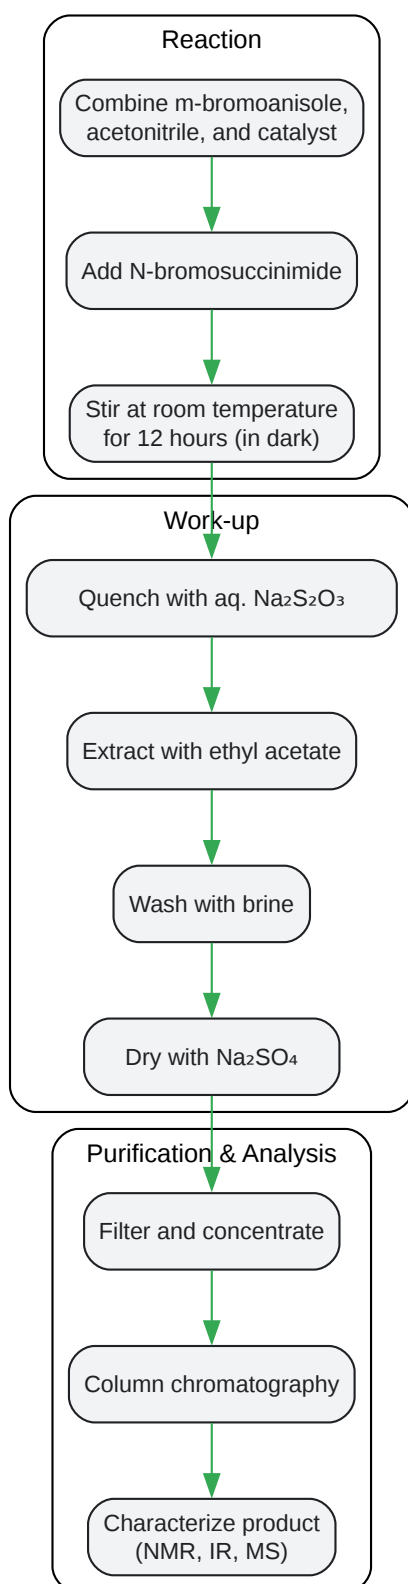 Reaction
Combine m-bromoanisole,
acetonitrile, and catalyst
Add N-bromosuccinimide
Stir at room temperature
for 12 hours (in dark)
Work-up
Quench with aq. Na₂S₂O₃
Extract with ethyl acetate
Wash with brine
Dry with Na₂SO₄
Purification & Analysis
Filter and concentrate
Column chromatography
Characterize product
(NMR, IR, MS)